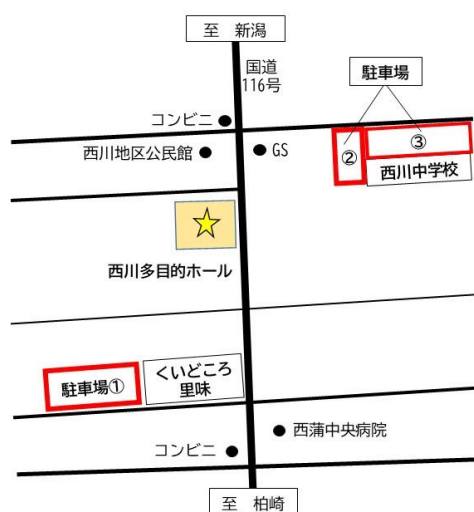 至 新潟
国道
116号
駐車場
コンビニ
西川地区公民館
GS
②
③
西川中学校
西川多目的ホール
駐車場①
くいどころ
里味
西蒲中央病院
コンビニ
至 柏崎